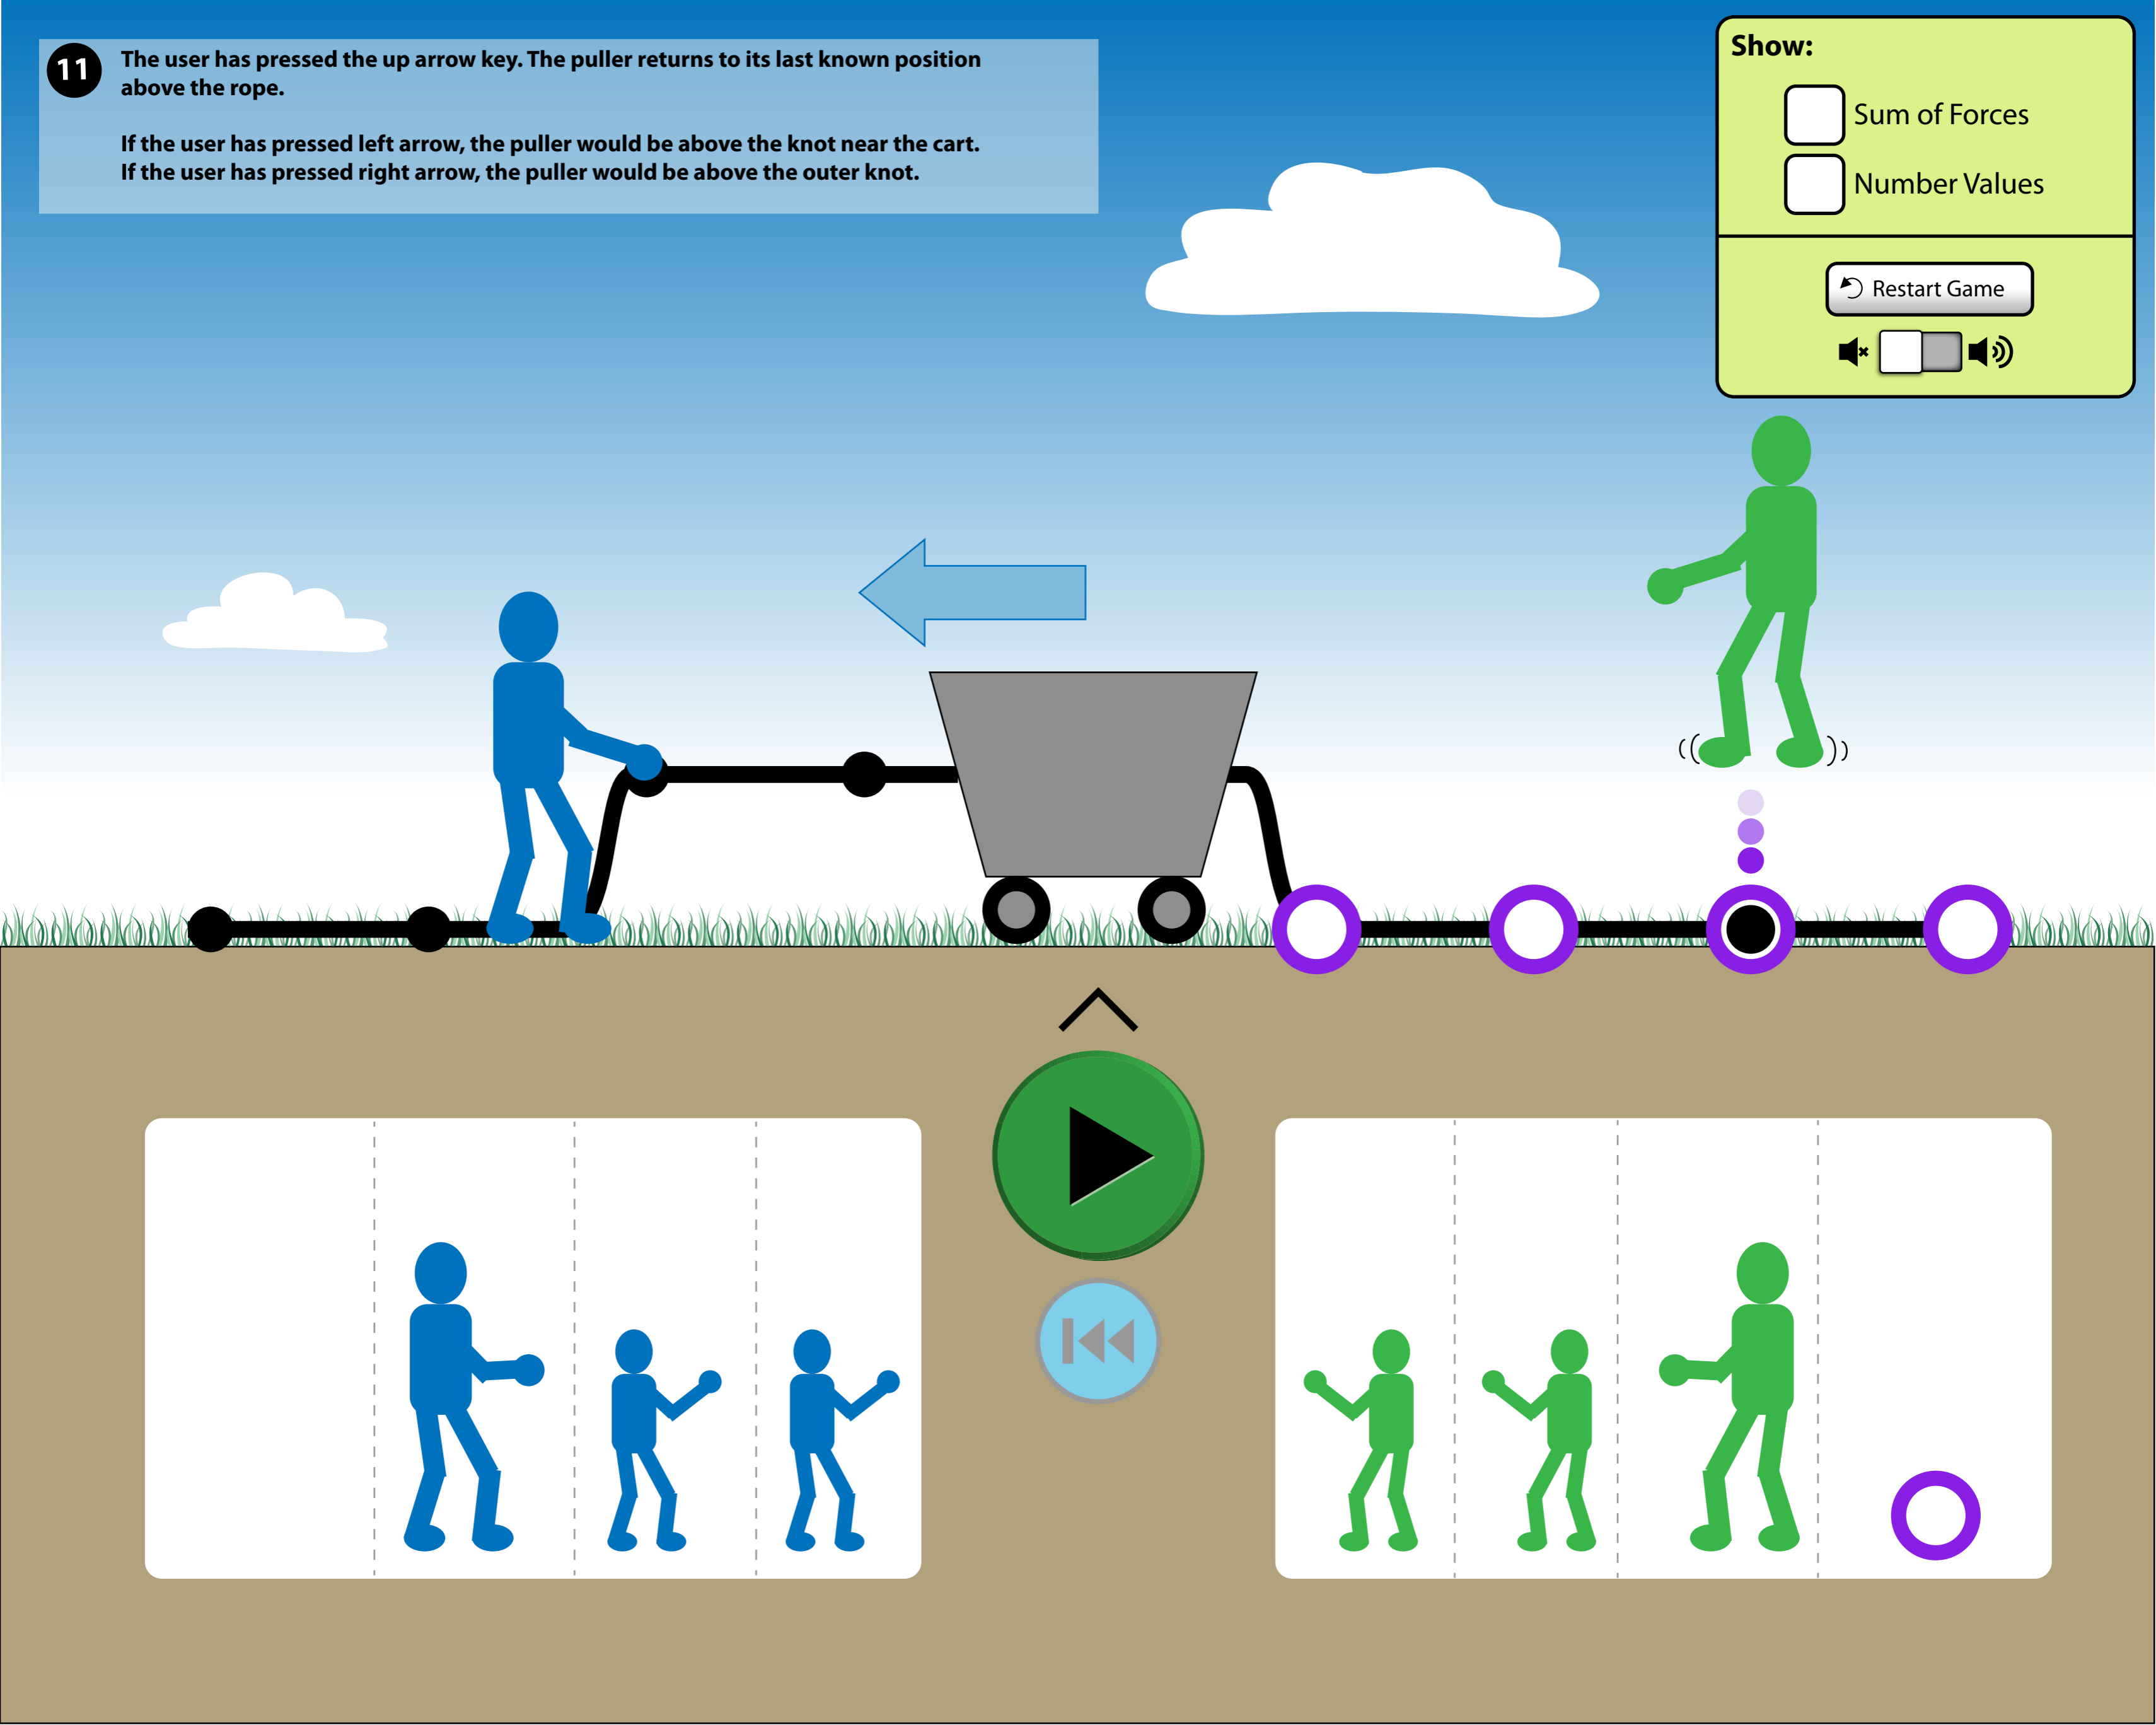 11
The user has pressed the up arrow key. The puller returns to its last known position
above the rope.
If the user has pressed left arrow, the puller would be above the knot near the cart.
If the user has pressed right arrow, the puller would be above the outer knot.
Show:
Sum of Forces
Number Values
Restart Game